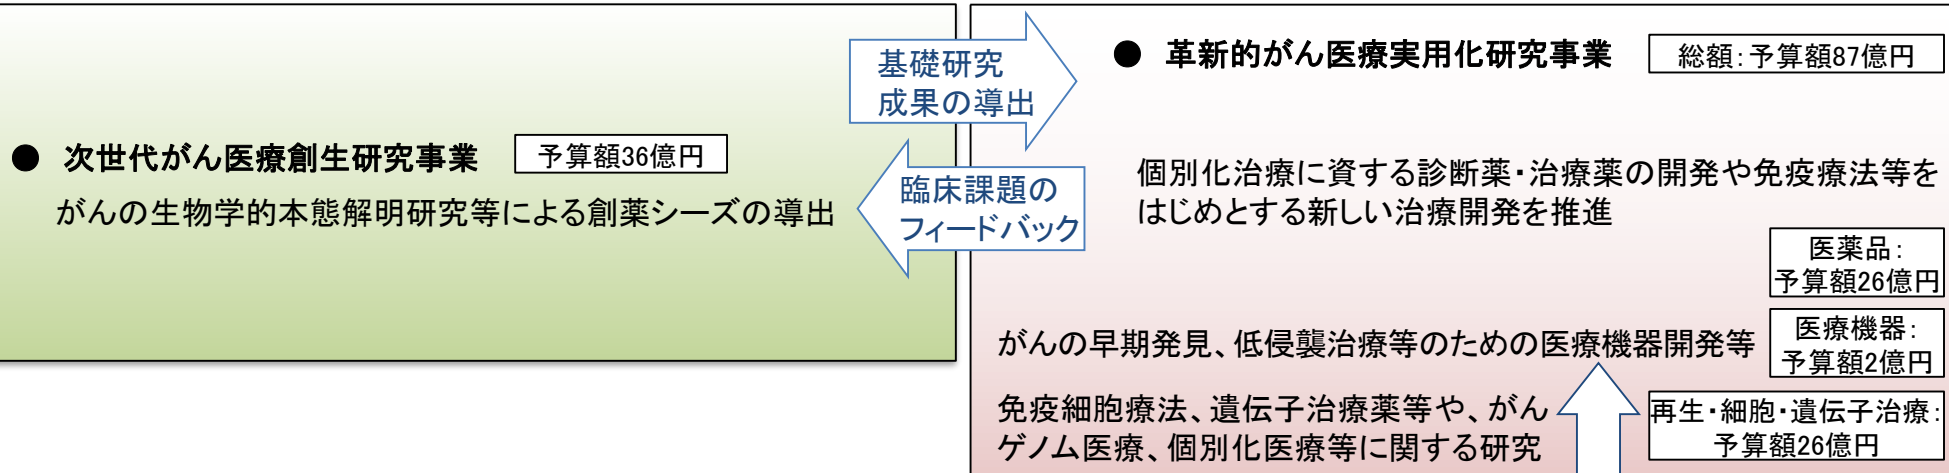 ● 次世代がん医療創生研究事業
予算額36億円
がんの生物学的本態解明研究等による創薬シーズの導出
基礎研究
成果の導出
臨床課題の
フィードバック
● 革新的がん医療実用化研究事業
総額:予算額87億円
個別化治療に資する診断薬・治療薬の開発や免疫療法等を
はじめとする新しい治療開発を推進
医薬品:
予算額26億円
がんの早期発見、低侵襲治療等のための医療機器開発等
医療機器:
予算額2億円
免疫細胞療法、遺伝子治療薬等や、がん
ゲノム医療、個別化医療等に関する研究
再生・細胞・遺伝子治療:
予算額26億円